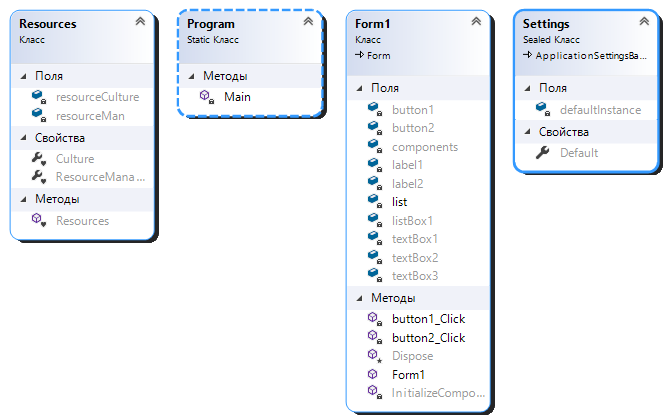 Resources
Класс
Поля
resourceCulture
resourceMan
Свойства
Culture
ResourceMana...
Методы
Resources
Program
Static Класс
Методы
Main
Form1
Класс
Form
Поля
button1
button2
components
label1
label2
list
listBox1
textBox1
textBox2
textBox3
Методы
button1_Click
button2_Click
Dispose
Form1
InitializeCompo...
Settings
Sealed Класс
ApplicationSettingsBa...
Поля
defaultInstance
Свойства
Default